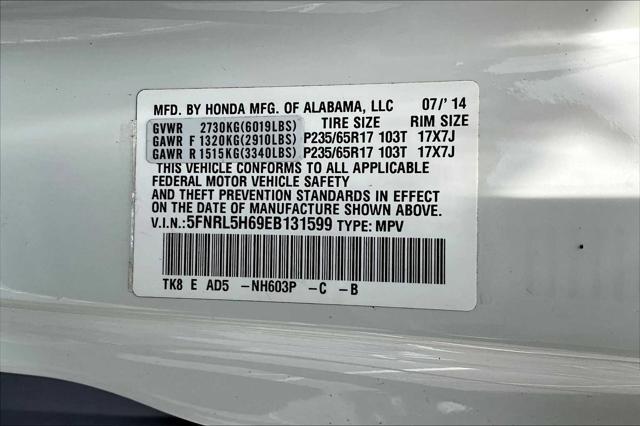 MFD. BY HONDA MFG. OF ALABAMA, LLC 07/'14
TIRE SIZE RIM SIZE
GVWR 2730KG(6019LBS)
GAWR F 1320KG(2910LBS) P235/65R17 103T 17X7J
GAWR R 1515KG(3340LBS) P235/65R17 103T 17X7J
THIS VEHICLE CONFORMS TO ALL APPLICABLE
FEDERAL MOTOR VEHICLE SAFETY
AND THEFT PREVENTION STANDARDS IN EFFECT
ON THE DATE OF MANUFACTURE SHOWN ABOVE.
V.I.N.:5FNRL5H69EB131599 TYPE: MPV
TK8 E AD5 -NH603P -C -B